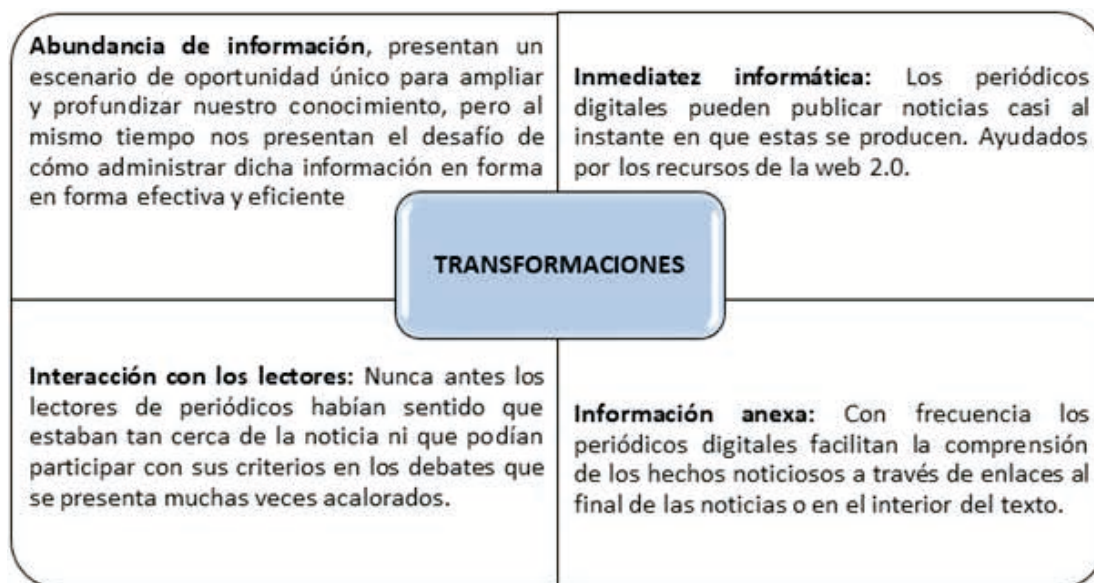 Abundancia de información, presentan un
escenario de oportunidad único para ampliar
y profundizar nuestro conocimiento, pero al
mismo tiempo nos presentan el desafío de
cómo administrar dicha información en forma
en forma efectiva y eficiente
Inmediatez informática: Los periódicos
digitales pueden publicar noticias casi al
instante en que estas se producen. Ayudados
por los recursos de la web 2.0.
TRANSFORMACIONES
Interacción con los lectores: Nunca antes los
lectores de periódicos habían sentido que
estaban tan cerca de la noticia ni que podían
participar con sus criterios en los debates que
se presenta muchas veces acalorados.
Información anexa: Con frecuencia los
periódicos digitales facilitan la comprensión
de los hechos noticiosos a través de enlaces al
final de las noticias o en el interior del texto.